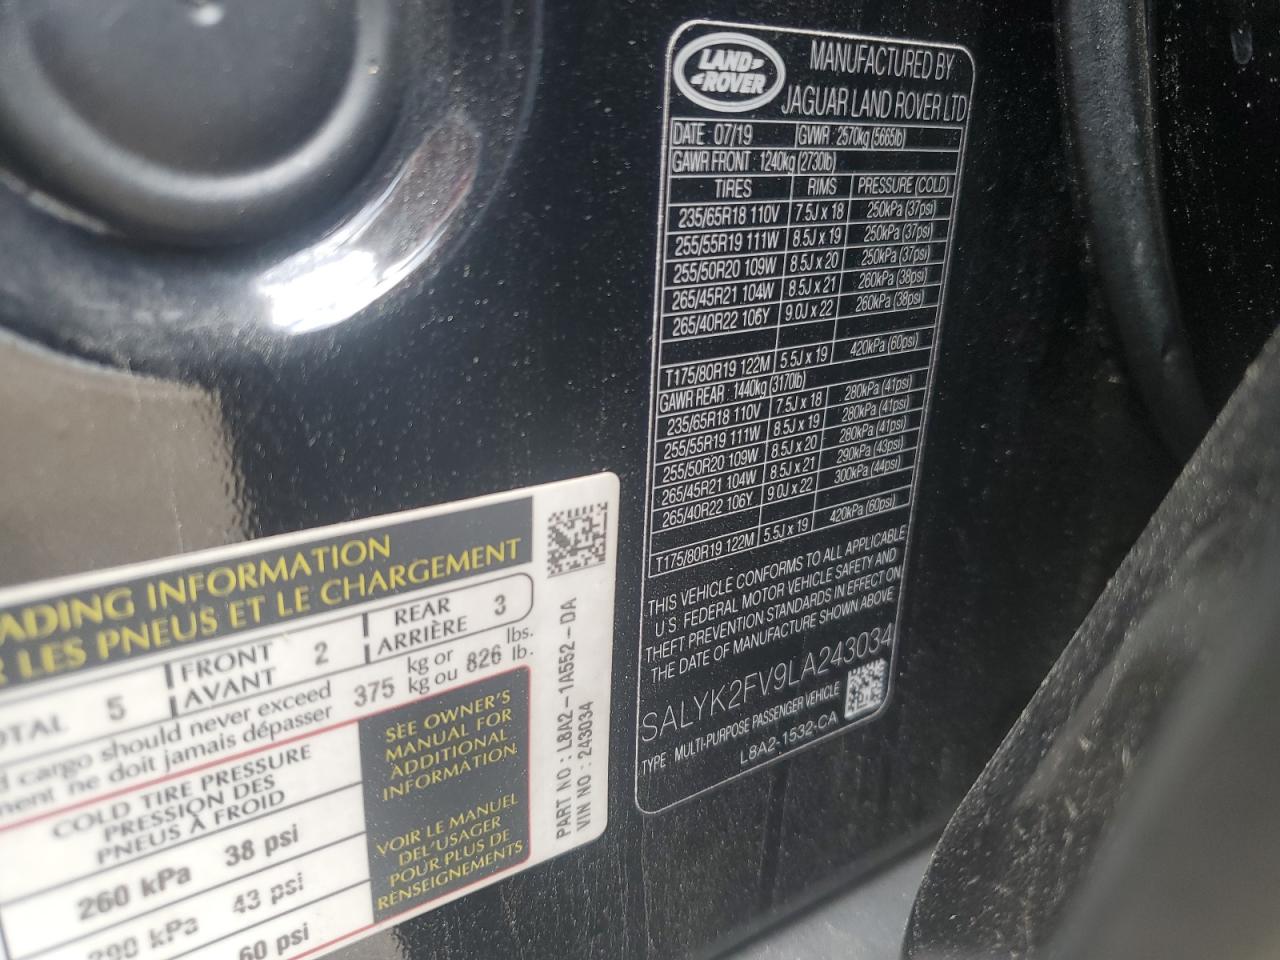 LAND
ROVER
MANUFACTURED BY
JAGUAR LAND ROVER LTD
DATE : 07/19 GVWR : 2570kg (5665lb)
GAWR FRONT : 1240kg (2730lb)
TIRES RIMS PRESSURE (COLD)
235/65R18 110V 7.5J x 18 250kPa (37psi)
255/55R19 111W 8.5J x 19 250kPa (37psi)
255/50R20 109W 8.5J x 20 250kPa (37psi)
265/45R21 104W 8.5J x 21 260kPa (38psi)
265/40R22 106Y 9.0J x 22 260kPa (38psi)
T175/80R19 122M 5.5J x 19 420kPa (60psi)
GAWR REAR : 1440kg (3170lb)
235/65R18 110V 7.5J x 18 280kPa (41psi)
255/55R19 111W 8.5J x 19 280kPa (41psi)
255/50R20 109W 8.5J x 20 280kPa (41psi)
265/45R21 104W 8.5J x 21 290kPa (43psi)
265/40R22 106Y 9.0J x 22 300kPa (44psi)
T175/80R19 122M 5.5J x 19 420kPa (60psi)
THIS VEHICLE CONFORMS TO ALL APPLICABLE
U.S. FEDERAL MOTOR VEHICLE SAFETY AND
THEFT PREVENTION STANDARDS IN EFFECT ON
THE DATE OF MANUFACTURE SHOWN ABOVE
SALYK2FV9LA243034
TYPE : MULTI-PURPOSE PASSENGER VEHICLE
L8A2-1532-CA
ADING INFORMATION
R LES PNEUS ET LE CHARGEMENT
OTAL 5 FRONT 2 REAR 3
AVANT ARRIÈRE
d cargo should never exceed 375 kg or 826 lbs.
ment ne doit jamais dépasser kg ou lb.
COLD TIRE PRESSURE
PRESSION DES
PNEUS À FROID
260 kPa 38 psi
290 kPa 43 psi
60 psi
SEE OWNER'S
MANUAL FOR
ADDITIONAL
INFORMATION
VOIR LE MANUEL
DEL'USAGER
POUR PLUS DE
RENSEIGNEMENTS
PART NO : L8A2-1A552-DA
VIN NO : 243034